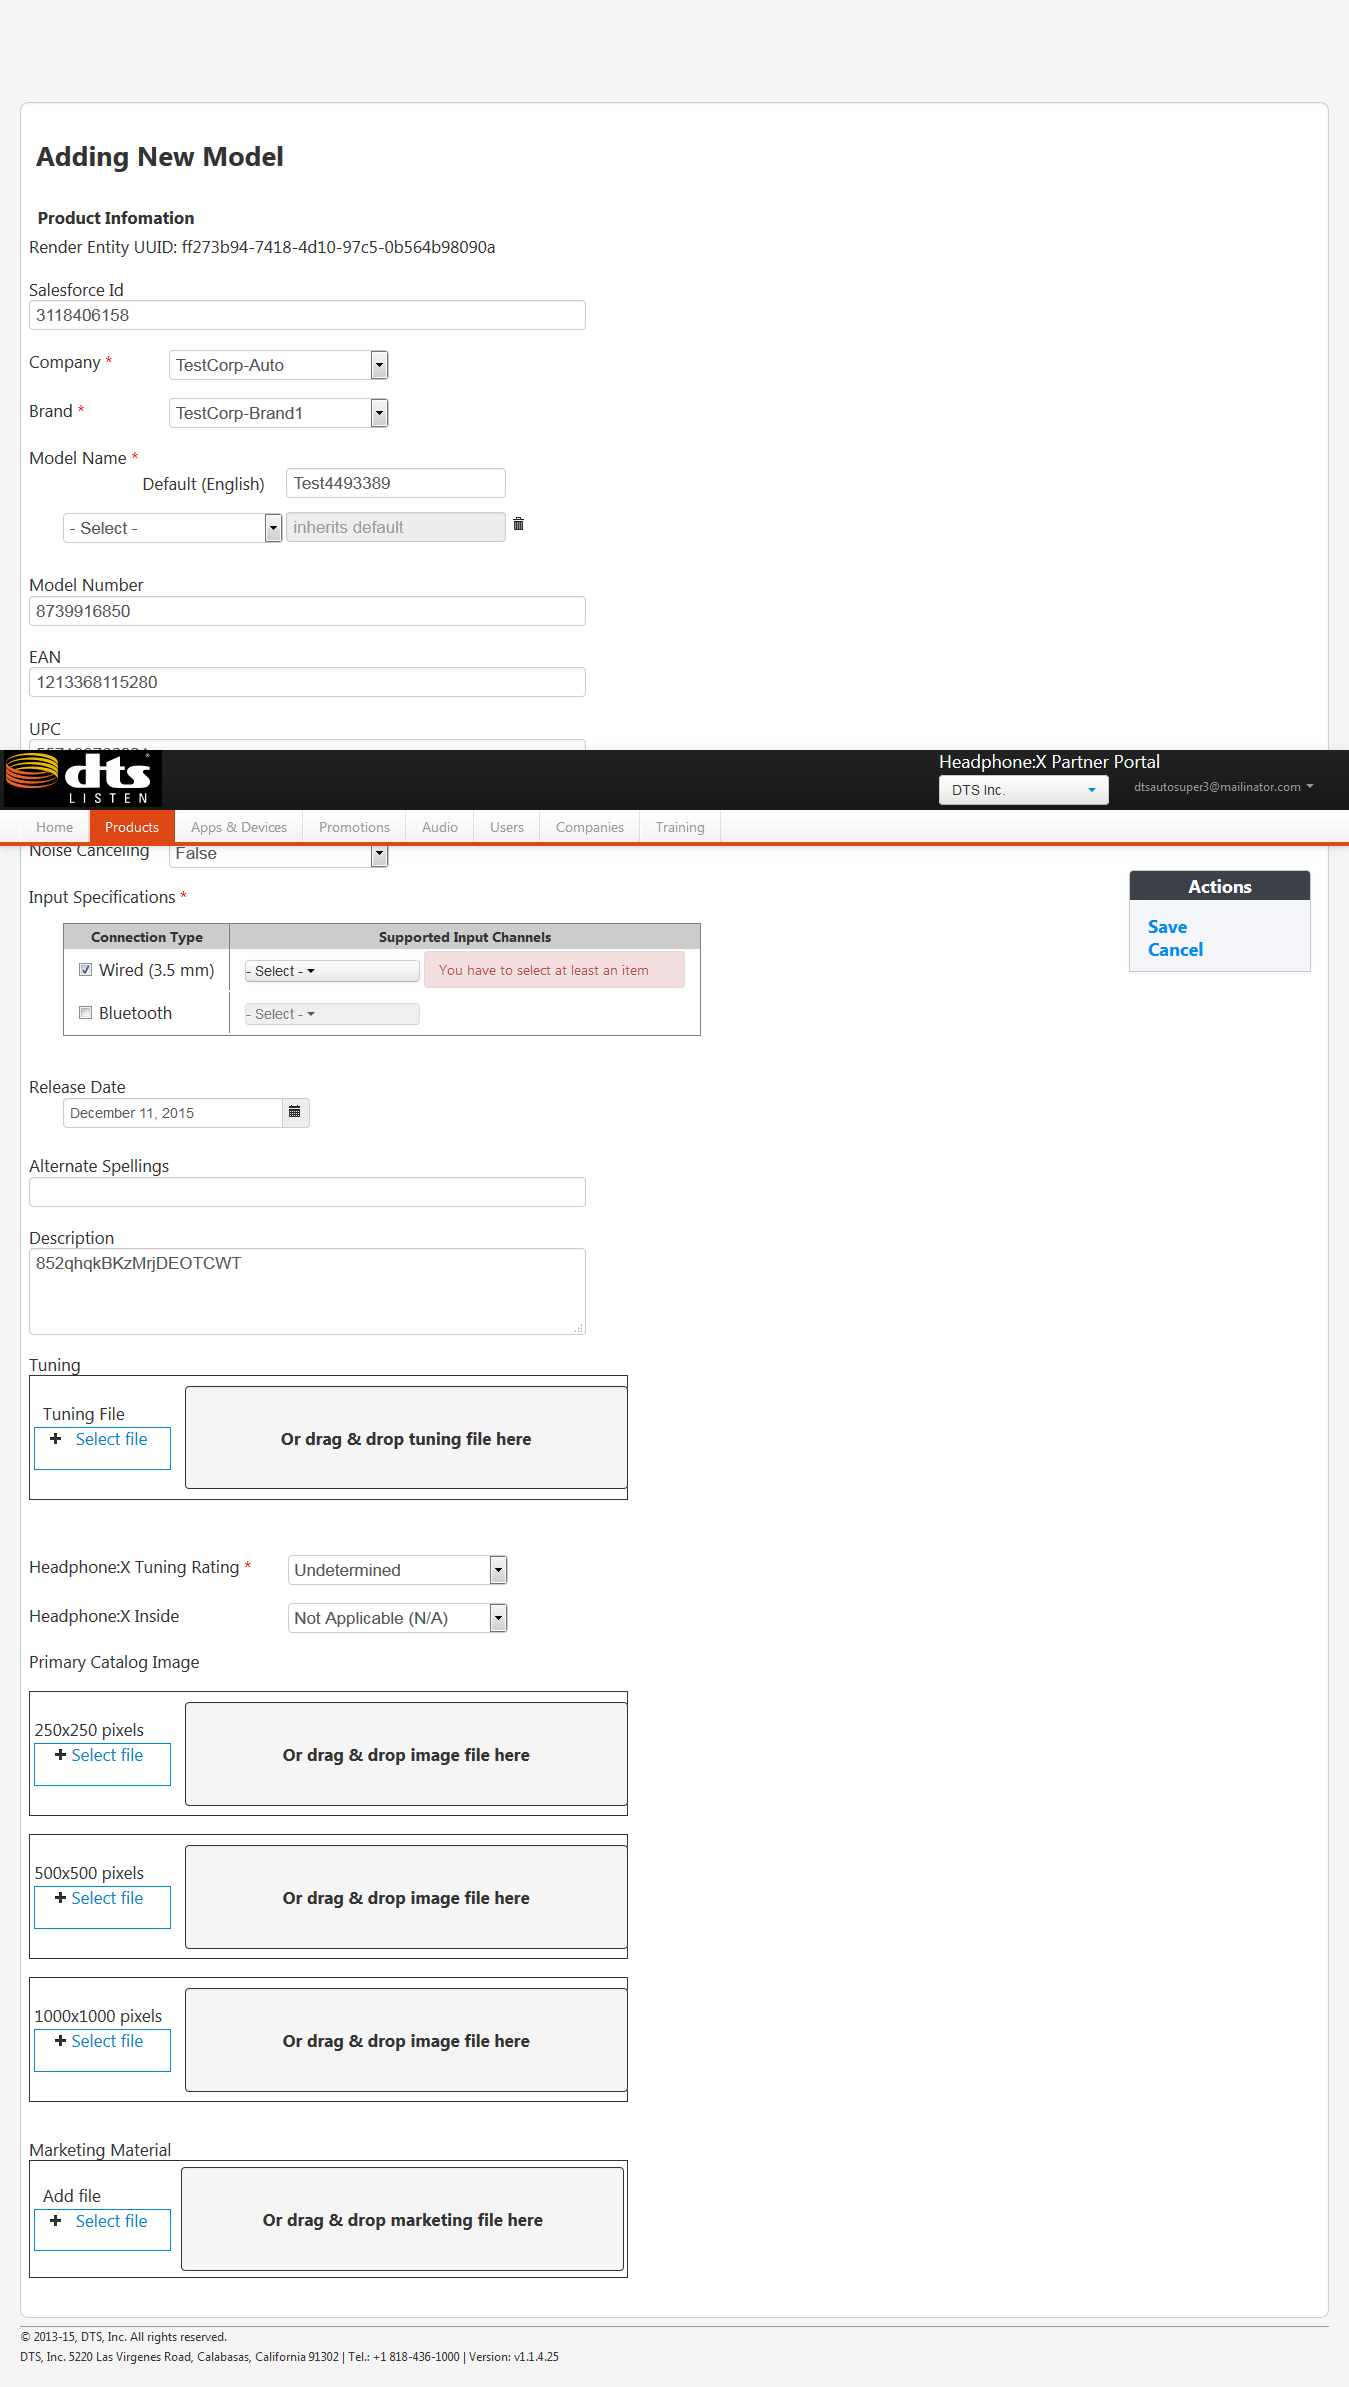 Adding New Model
Product Infomation
Render Entity UUID: ff273b94-7418-4d10-97c5-0b564b98090a
Salesforce Id
3118406158
Company * TestCorp-Auto
Brand * TestCorp-Brand1
Model Name *
Default (English) Test4493389
- Select - inherits default
Model Number
8739916850
EAN
1213368115280
UPC
dts
LISTEN
Headphone:X Partner Portal
DTS Inc. dtsautosuper3@mailinator.com
Home Products Apps & Devices Promotions Audio Users Companies Training
Noise Canceling False
Actions
Save
Cancel
Input Specifications *
Connection Type Supported Input Channels
Wired (3.5 mm) - Select - You have to select at least an item
Bluetooth - Select -
Release Date
December 11, 2015
Alternate Spellings
Description
852qhqkBKzMrjDEOTCWT
Tuning
Tuning File
Select file
Or drag & drop tuning file here
Headphone:X Tuning Rating * Undetermined
Headphone:X Inside Not Applicable (N/A)
Primary Catalog Image
250x250 pixels
Select file
Or drag & drop image file here
500x500 pixels
Select file
Or drag & drop image file here
1000x1000 pixels
Select file
Or drag & drop image file here
Marketing Material
Add file
Select file
Or drag & drop marketing file here
© 2013-15, DTS, Inc. All rights reserved.
DTS, Inc. 5220 Las Virgenes Road, Calabasas, California 91302 | Tel.: +1 818-436-1000 | Version: v1.1.4.25